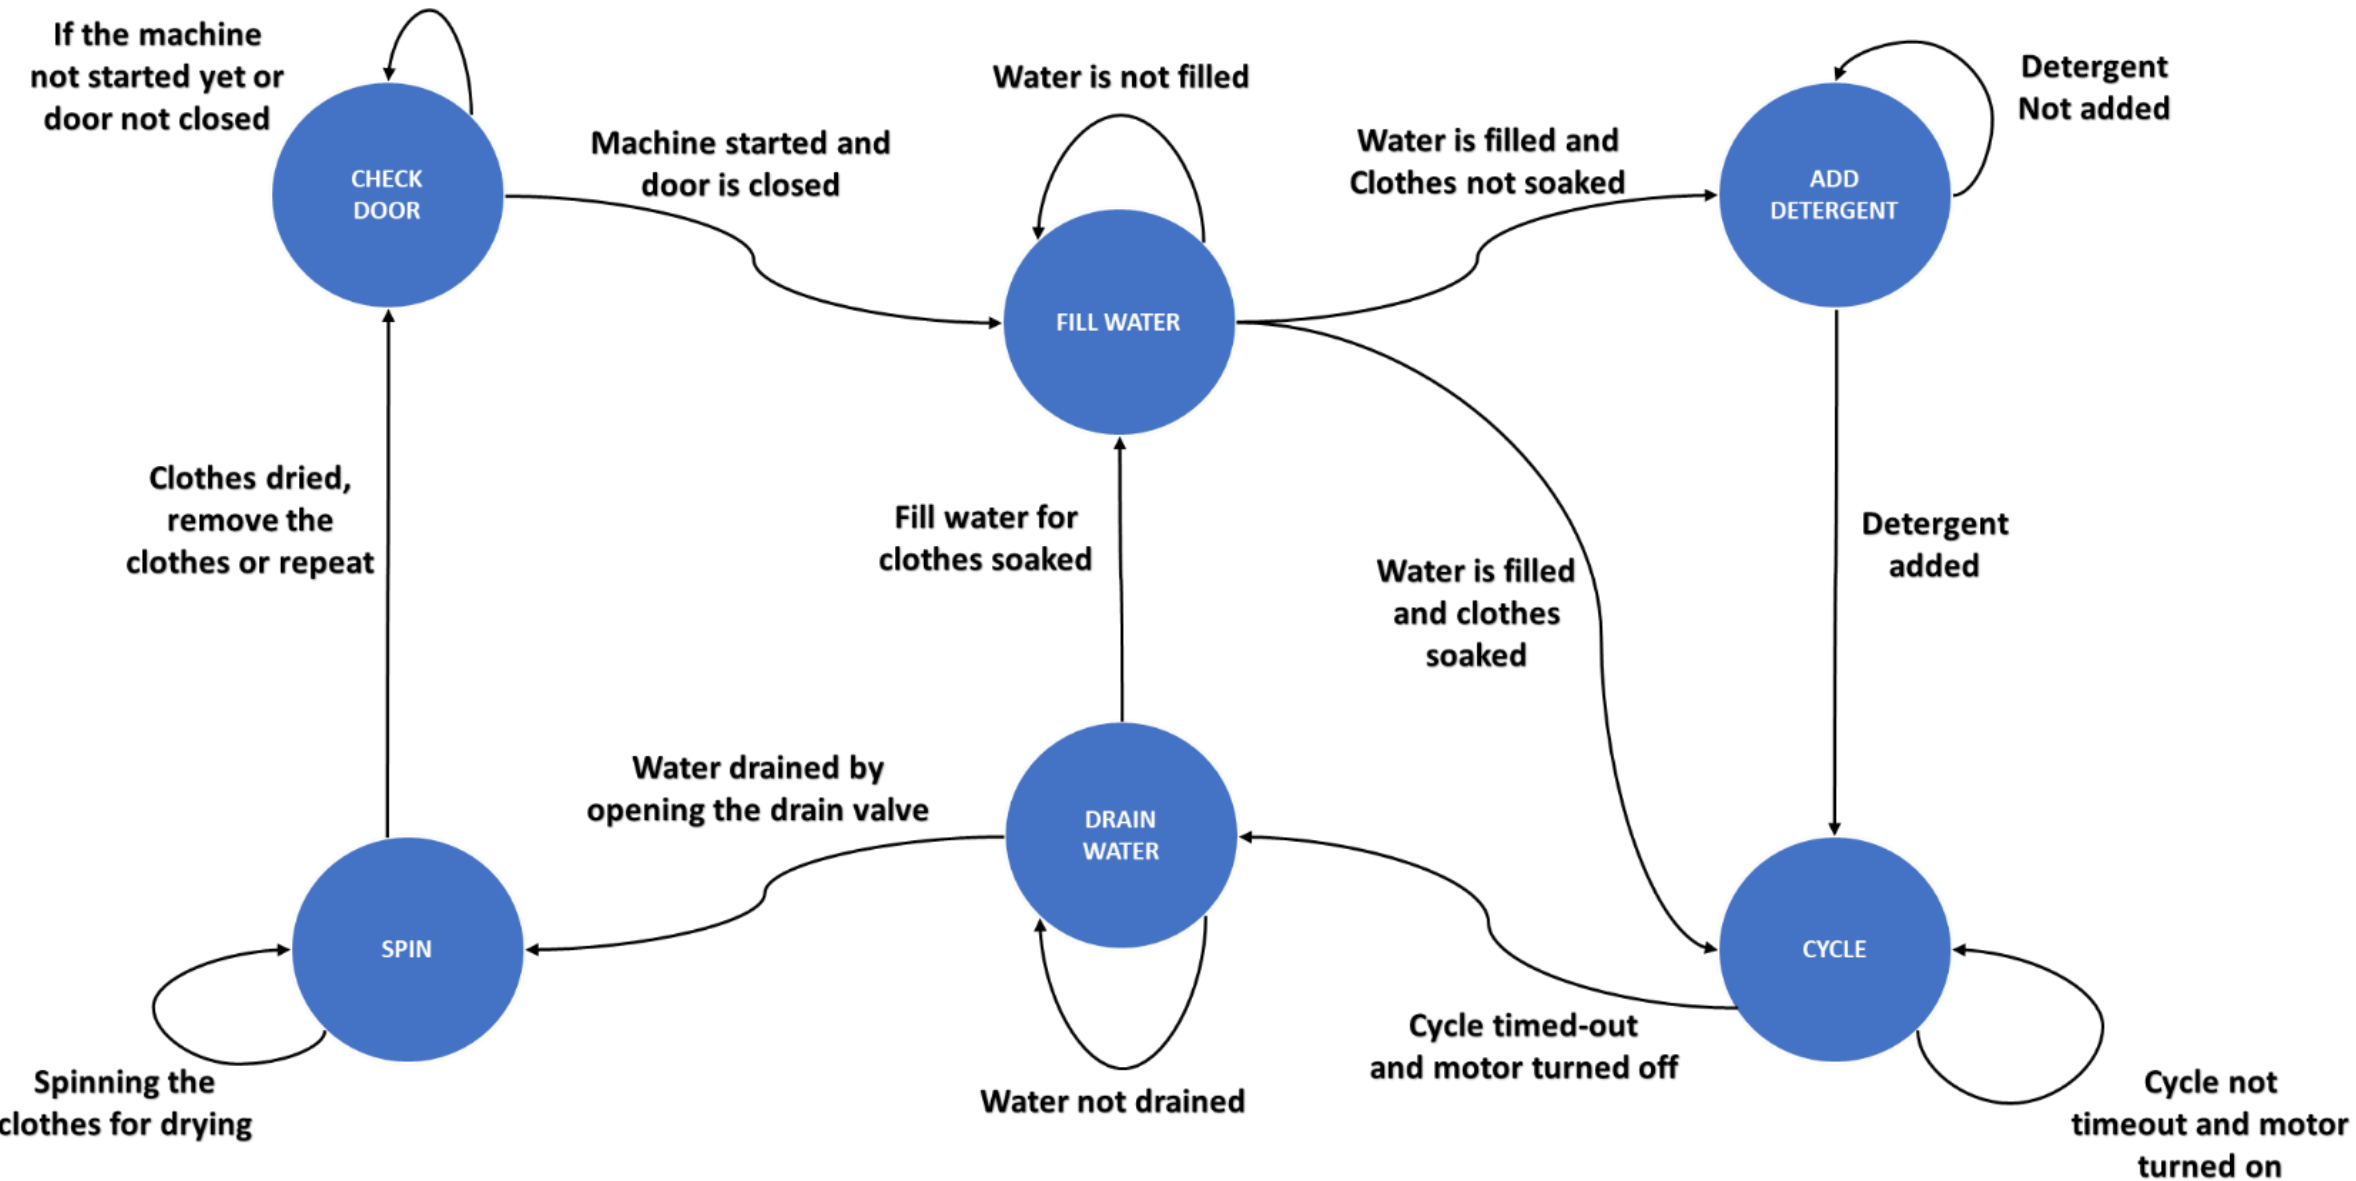 If the machine
not started yet or
door not closed
CHECK
DOOR
Machine started and
door is closed
Water is not filled
FILL WATER
Water is filled and
Clothes not soaked
ADD
DETERGENT
Detergent
Not added
Clothes dried,
remove the
clothes or repeat
Fill water for
clothes soaked
Water is filled
and clothes
soaked
Detergent
added
Water drained by
opening the drain valve
DRAIN
WATER
SPIN
CYCLE
Spinning the
clothes for drying
Water not drained
Cycle timed-out
and motor turned off
Cycle not
timeout and motor
turned on